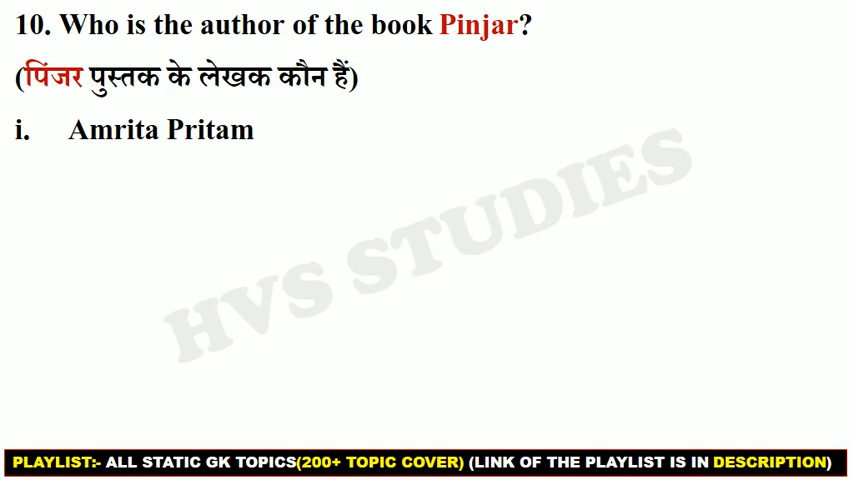 10. Who is the author of the book Pinjar?
(पिंजर पुस्तक के लेखक कौन हैं)
i. Amrita Pritam
HVS STUDIES
PLAYLIST:- ALL STATIC GK TOPICS(200+ TOPIC COVER) (LINK OF THE PLAYLIST IS IN DESCRIPTION)